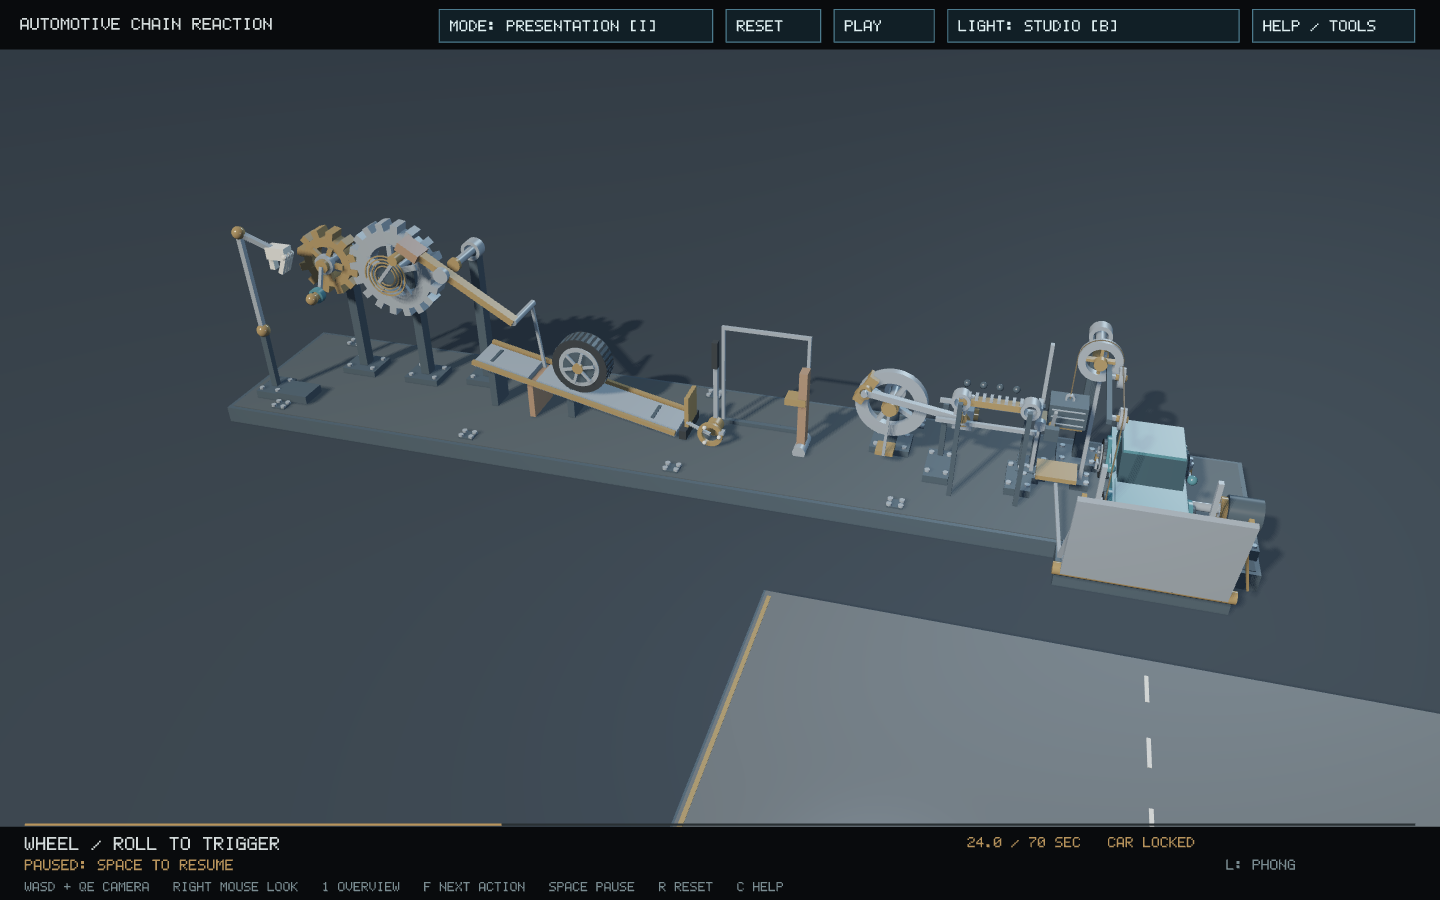 AUTOMOTIVE CHAIN REACTION
MODE: PRESENTATION [I]
RESET
PLAY
LIGHT: STUDIO [B]
HELP / TOOLS
WHEEL / ROLL TO TRIGGER
24.0 / 70 SEC CAR LOCKED
PAUSED: SPACE TO RESUME
L: PHONG
WASD + QE CAMERA RIGHT MOUSE LOOK 1 OVERVIEW F NEXT ACTION SPACE PAUSE R RESET C HELP